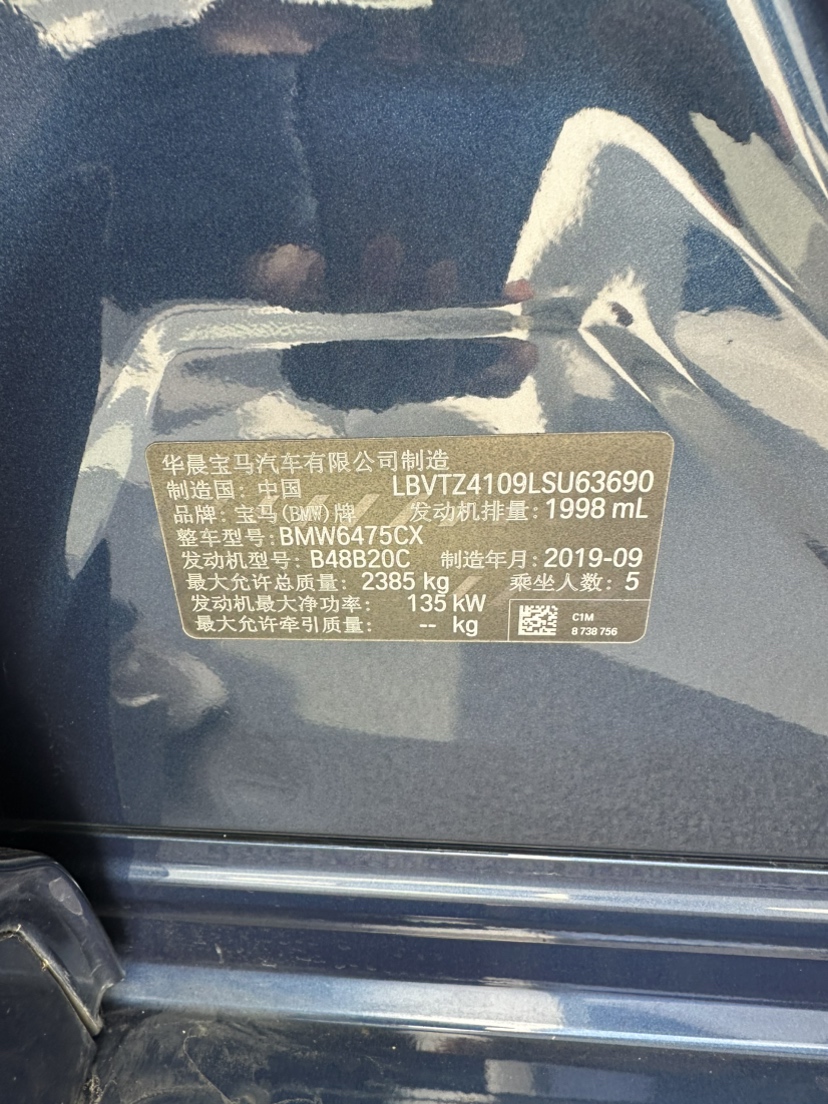 华晨宝马汽车有限公司制造
制造国：中国 LBVTZ4109LSU63690
品牌：宝马(BMW)牌 发动机排量：1998 mL
整车型号：BMW6475CX
发动机型号：B48B20C 制造年月：2019-09
最大允许总质量：2385 kg 乘坐人数：5
发动机最大净功率： 135 kW
最大允许牵引质量： -- kg
C1M
8 738 756